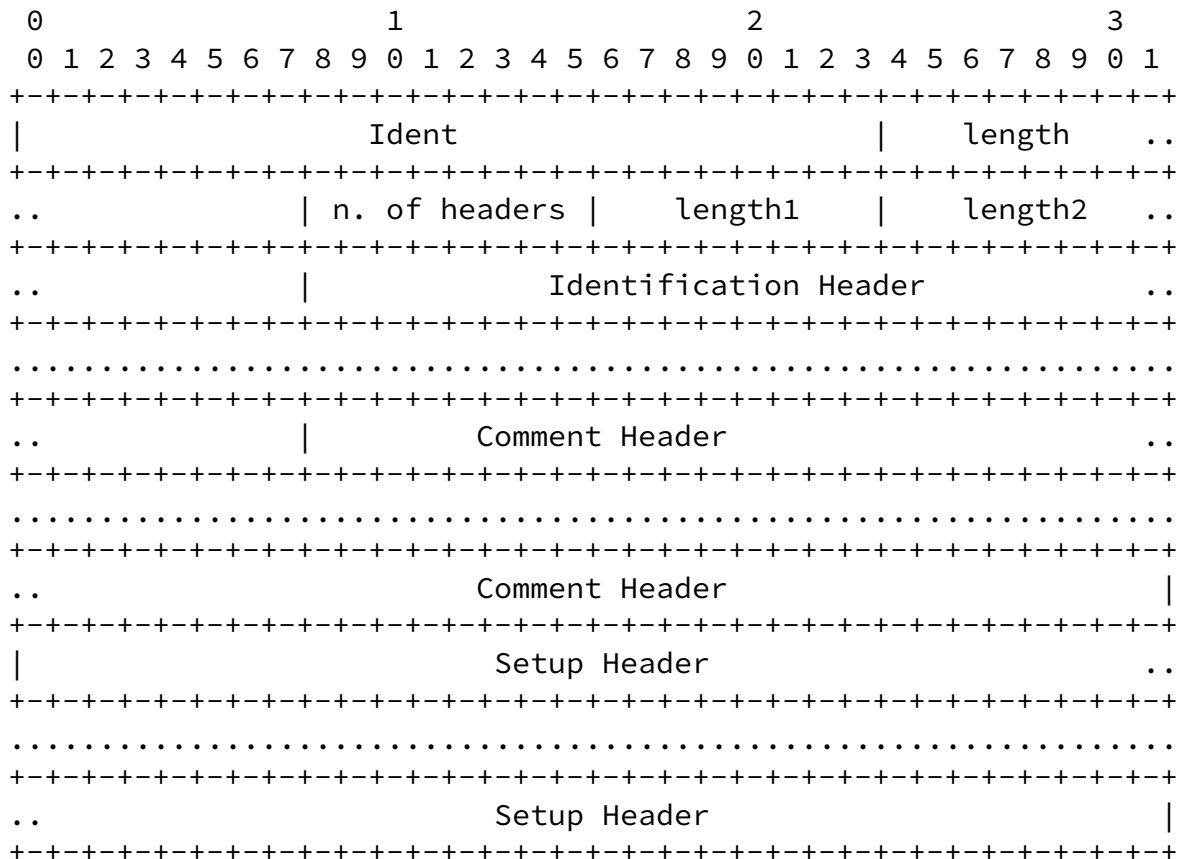 0                   1                   2                   3
 0 1 2 3 4 5 6 7 8 9 0 1 2 3 4 5 6 7 8 9 0 1 2 3 4 5 6 7 8 9 0 1
+-+-+-+-+-+-+-+-+-+-+-+-+-+-+-+-+-+-+-+-+-+-+-+-+-+-+-+-+-+-+-+-+
|                   Ident                       |    length    ..
+-+-+-+-+-+-+-+-+-+-+-+-+-+-+-+-+-+-+-+-+-+-+-+-+-+-+-+-+-+-+-+-+
..              | n. of headers |    length1    |    length2   ..
+-+-+-+-+-+-+-+-+-+-+-+-+-+-+-+-+-+-+-+-+-+-+-+-+-+-+-+-+-+-+-+-+
..              |             Identification Header            ..
+-+-+-+-+-+-+-+-+-+-+-+-+-+-+-+-+-+-+-+-+-+-+-+-+-+-+-+-+-+-+-+-+
.................................................................
+-+-+-+-+-+-+-+-+-+-+-+-+-+-+-+-+-+-+-+-+-+-+-+-+-+-+-+-+-+-+-+-+
..              |         Comment Header                       ..
+-+-+-+-+-+-+-+-+-+-+-+-+-+-+-+-+-+-+-+-+-+-+-+-+-+-+-+-+-+-+-+-+
.................................................................
+-+-+-+-+-+-+-+-+-+-+-+-+-+-+-+-+-+-+-+-+-+-+-+-+-+-+-+-+-+-+-+-+
..                        Comment Header                        |
+-+-+-+-+-+-+-+-+-+-+-+-+-+-+-+-+-+-+-+-+-+-+-+-+-+-+-+-+-+-+-+-+
|                          Setup Header                        ..
+-+-+-+-+-+-+-+-+-+-+-+-+-+-+-+-+-+-+-+-+-+-+-+-+-+-+-+-+-+-+-+-+
.................................................................
+-+-+-+-+-+-+-+-+-+-+-+-+-+-+-+-+-+-+-+-+-+-+-+-+-+-+-+-+-+-+-+-+
..                         Setup Header                         |
+-+-+-+-+-+-+-+-+-+-+-+-+-+-+-+-+-+-+-+-+-+-+-+-+-+-+-+-+-+-+-+-+